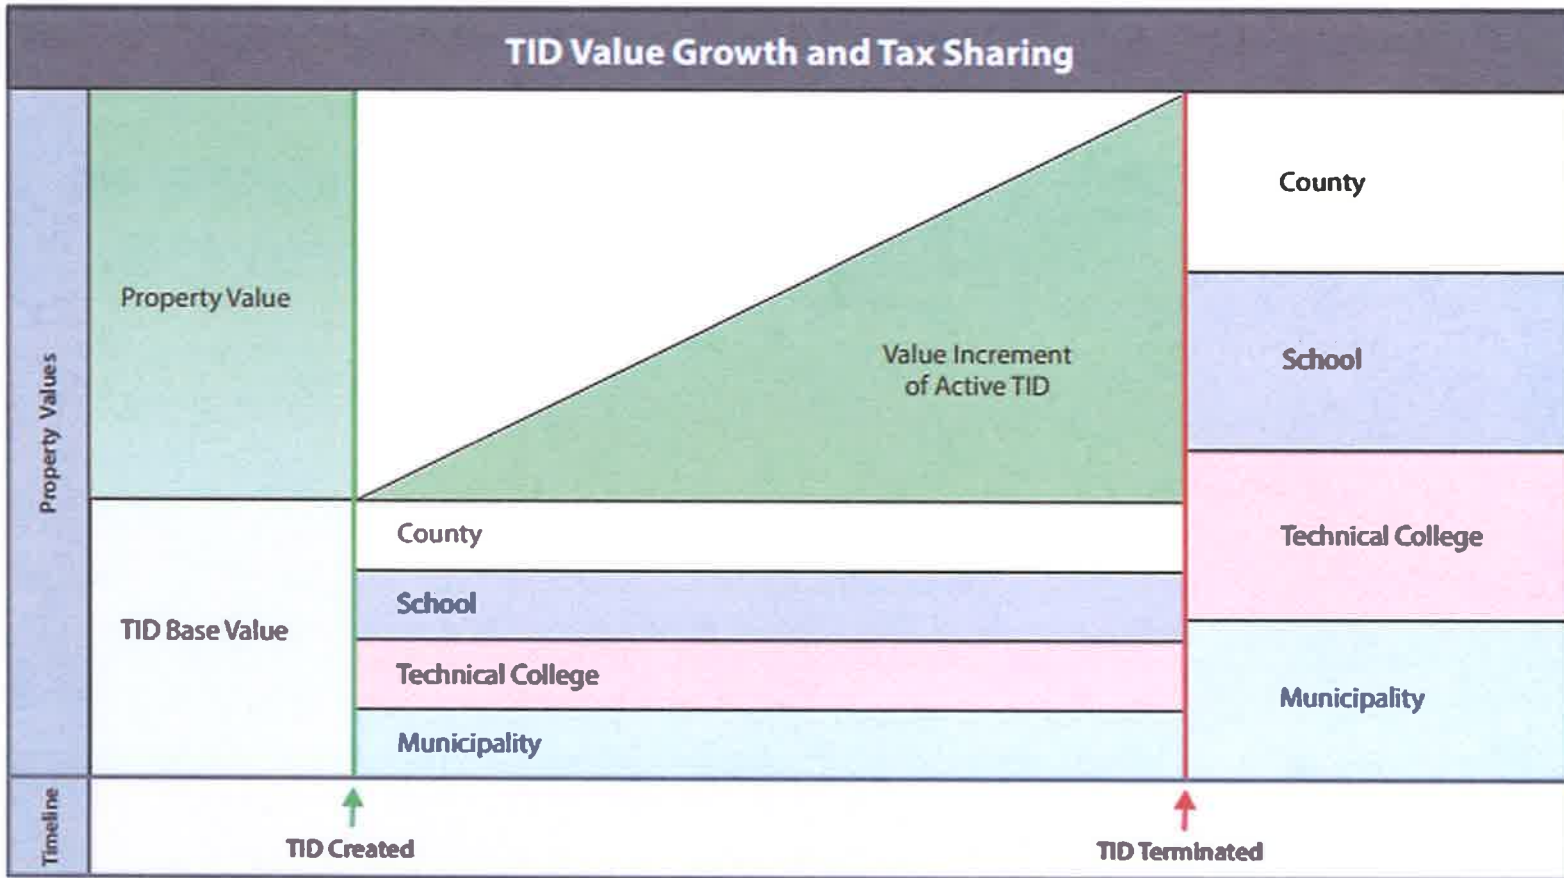 TID Value Growth and Tax Sharing
Property Values
Property Value
TID Base Value
Value Increment
of Active TID
County
School
Technical College
Municipality
County
School
Technical College
Municipality
Timeline
TID Created
TID Terminated